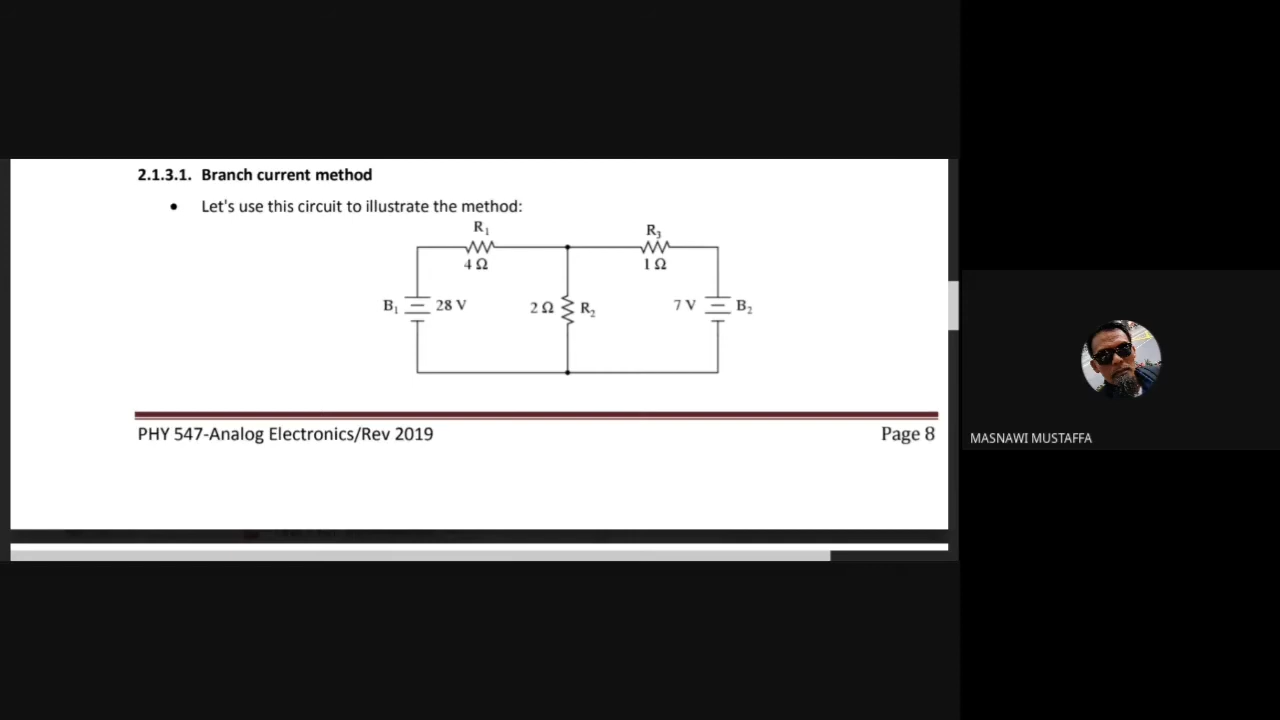 2.1.3.1. Branch current method
• Let's use this circuit to illustrate the method:
R₁ R₃
4 Ω 1 Ω
B₁ 28 V 2 Ω R₂ 7 V B₂
PHY 547-Analog Electronics/Rev 2019 Page 8
MASNAWI MUSTAFFA